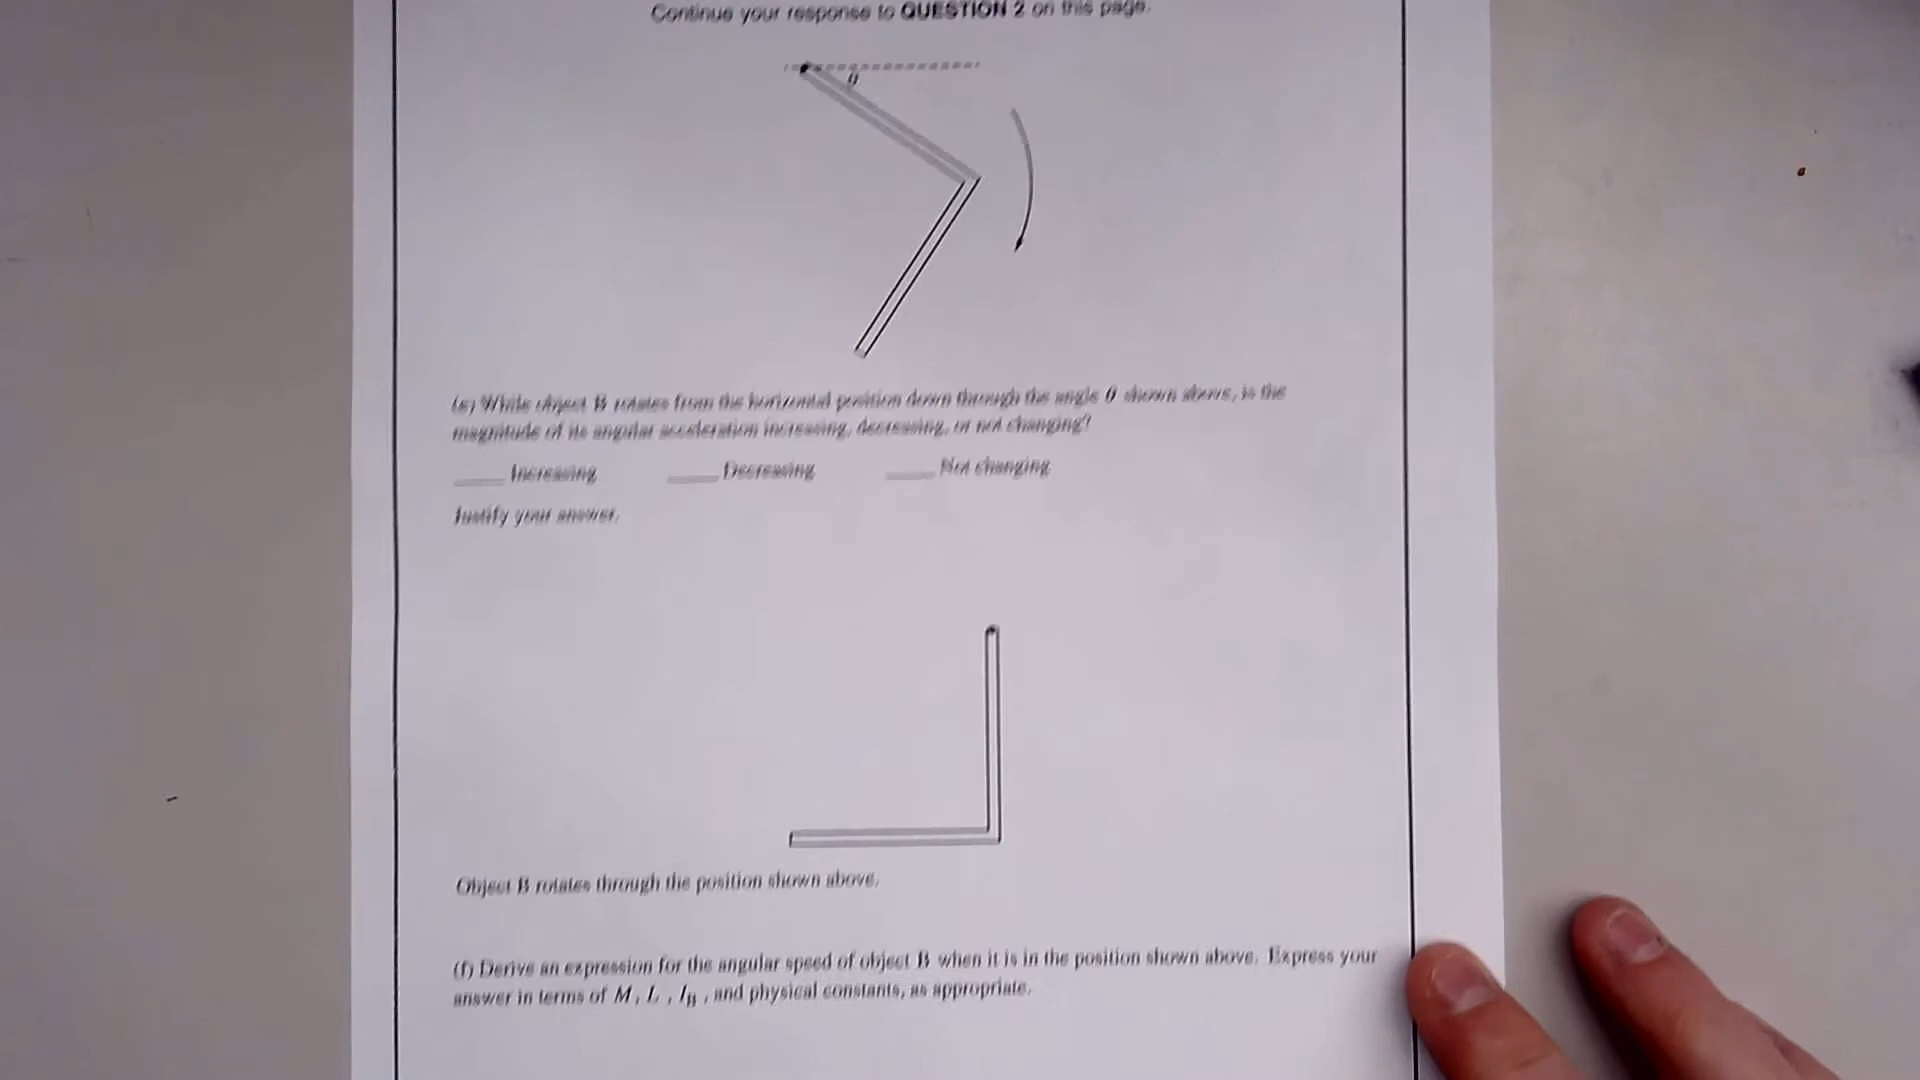 Continue your response to QUESTION 2 on this page.
θ
(e) While object B rotates from the horizontal position down through the angle θ shown above, is the
magnitude of its angular acceleration increasing, decreasing, or not changing?
____ Increasing ____ Decreasing ____ Not changing
Justify your answer.
Object B rotates through the position shown above.
(f) Derive an expression for the angular speed of object B when it is in the position shown above. Express your
answer in terms of M, L, I_B, and physical constants, as appropriate.